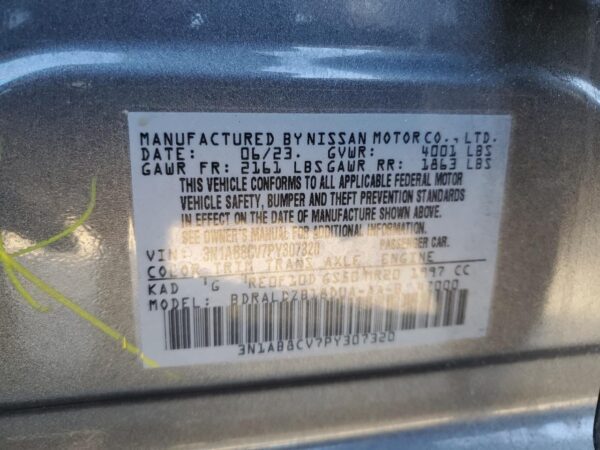 MANUFACTURED BY NISSAN MOTOR CO., LTD.
DATE: 06/23. GVWR: 4001 LBS
GAWR FR: 2161 LBS GAWR RR: 1863 LBS
THIS VEHICLE CONFORMS TO ALL APPLICABLE FEDERAL MOTOR
VEHICLE SAFETY, BUMPER AND THEFT PREVENTION STANDARDS
IN EFFECT ON THE DATE OF MANUFACTURE SHOWN ABOVE.
SEE OWNER'S MANUAL FOR ADDITIONAL INFORMATION.
VIN: 3N1AB8CV7PY307320 PASSENGER CAR.
COLOR TRIM TRANS AXLE ENGINE
KAD G RE0F10D GS50 MR20 1997 CC
MODEL:
3N1AB8CV7PY307320